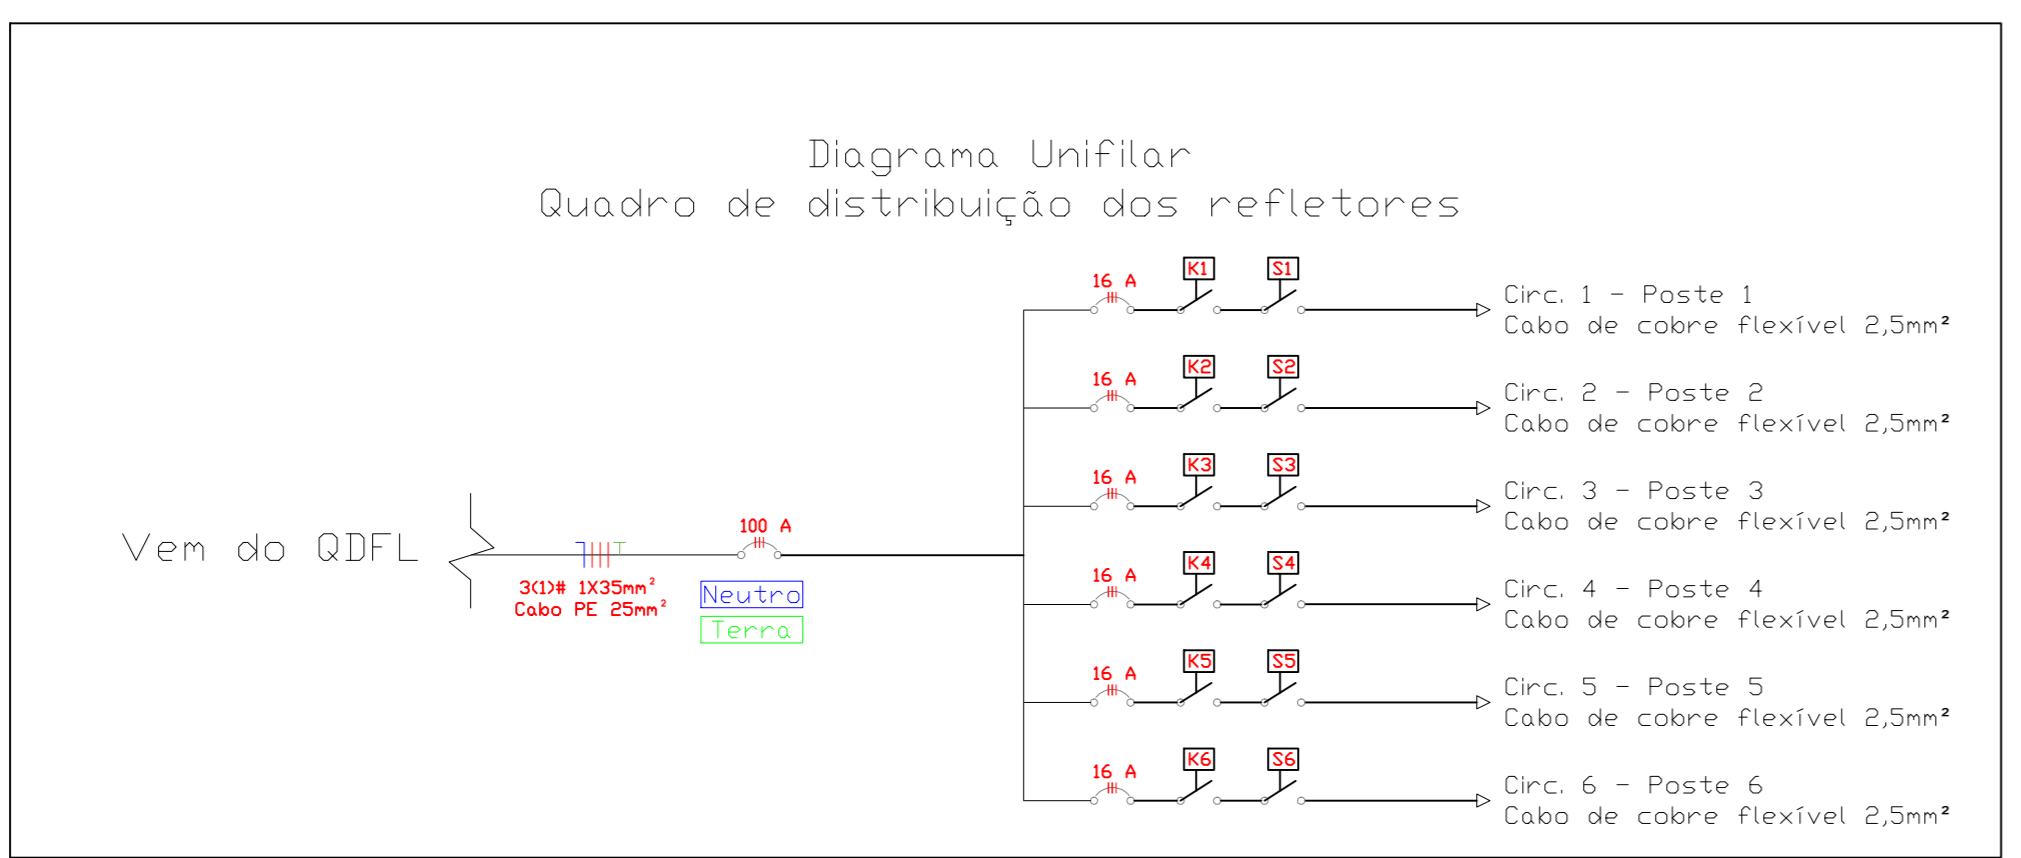 Diagrama Unifilar
Quadro de distribuição dos refletores
16 A
K1
S1
Circ. 1 - Poste 1
Cabo de cobre flexível 2,5mm²
16 A
K2
S2
Circ. 2 - Poste 2
Cabo de cobre flexível 2,5mm²
16 A
K3
S3
Circ. 3 - Poste 3
Cabo de cobre flexível 2,5mm²
Vem do QDFL
100 A
3(1)# 1X35mm²
Cabo PE 25mm²
Neutro
Terra
16 A
K4
S4
Circ. 4 - Poste 4
Cabo de cobre flexível 2,5mm²
16 A
K5
S5
Circ. 5 - Poste 5
Cabo de cobre flexível 2,5mm²
16 A
K6
S6
Circ. 6 - Poste 6
Cabo de cobre flexível 2,5mm²